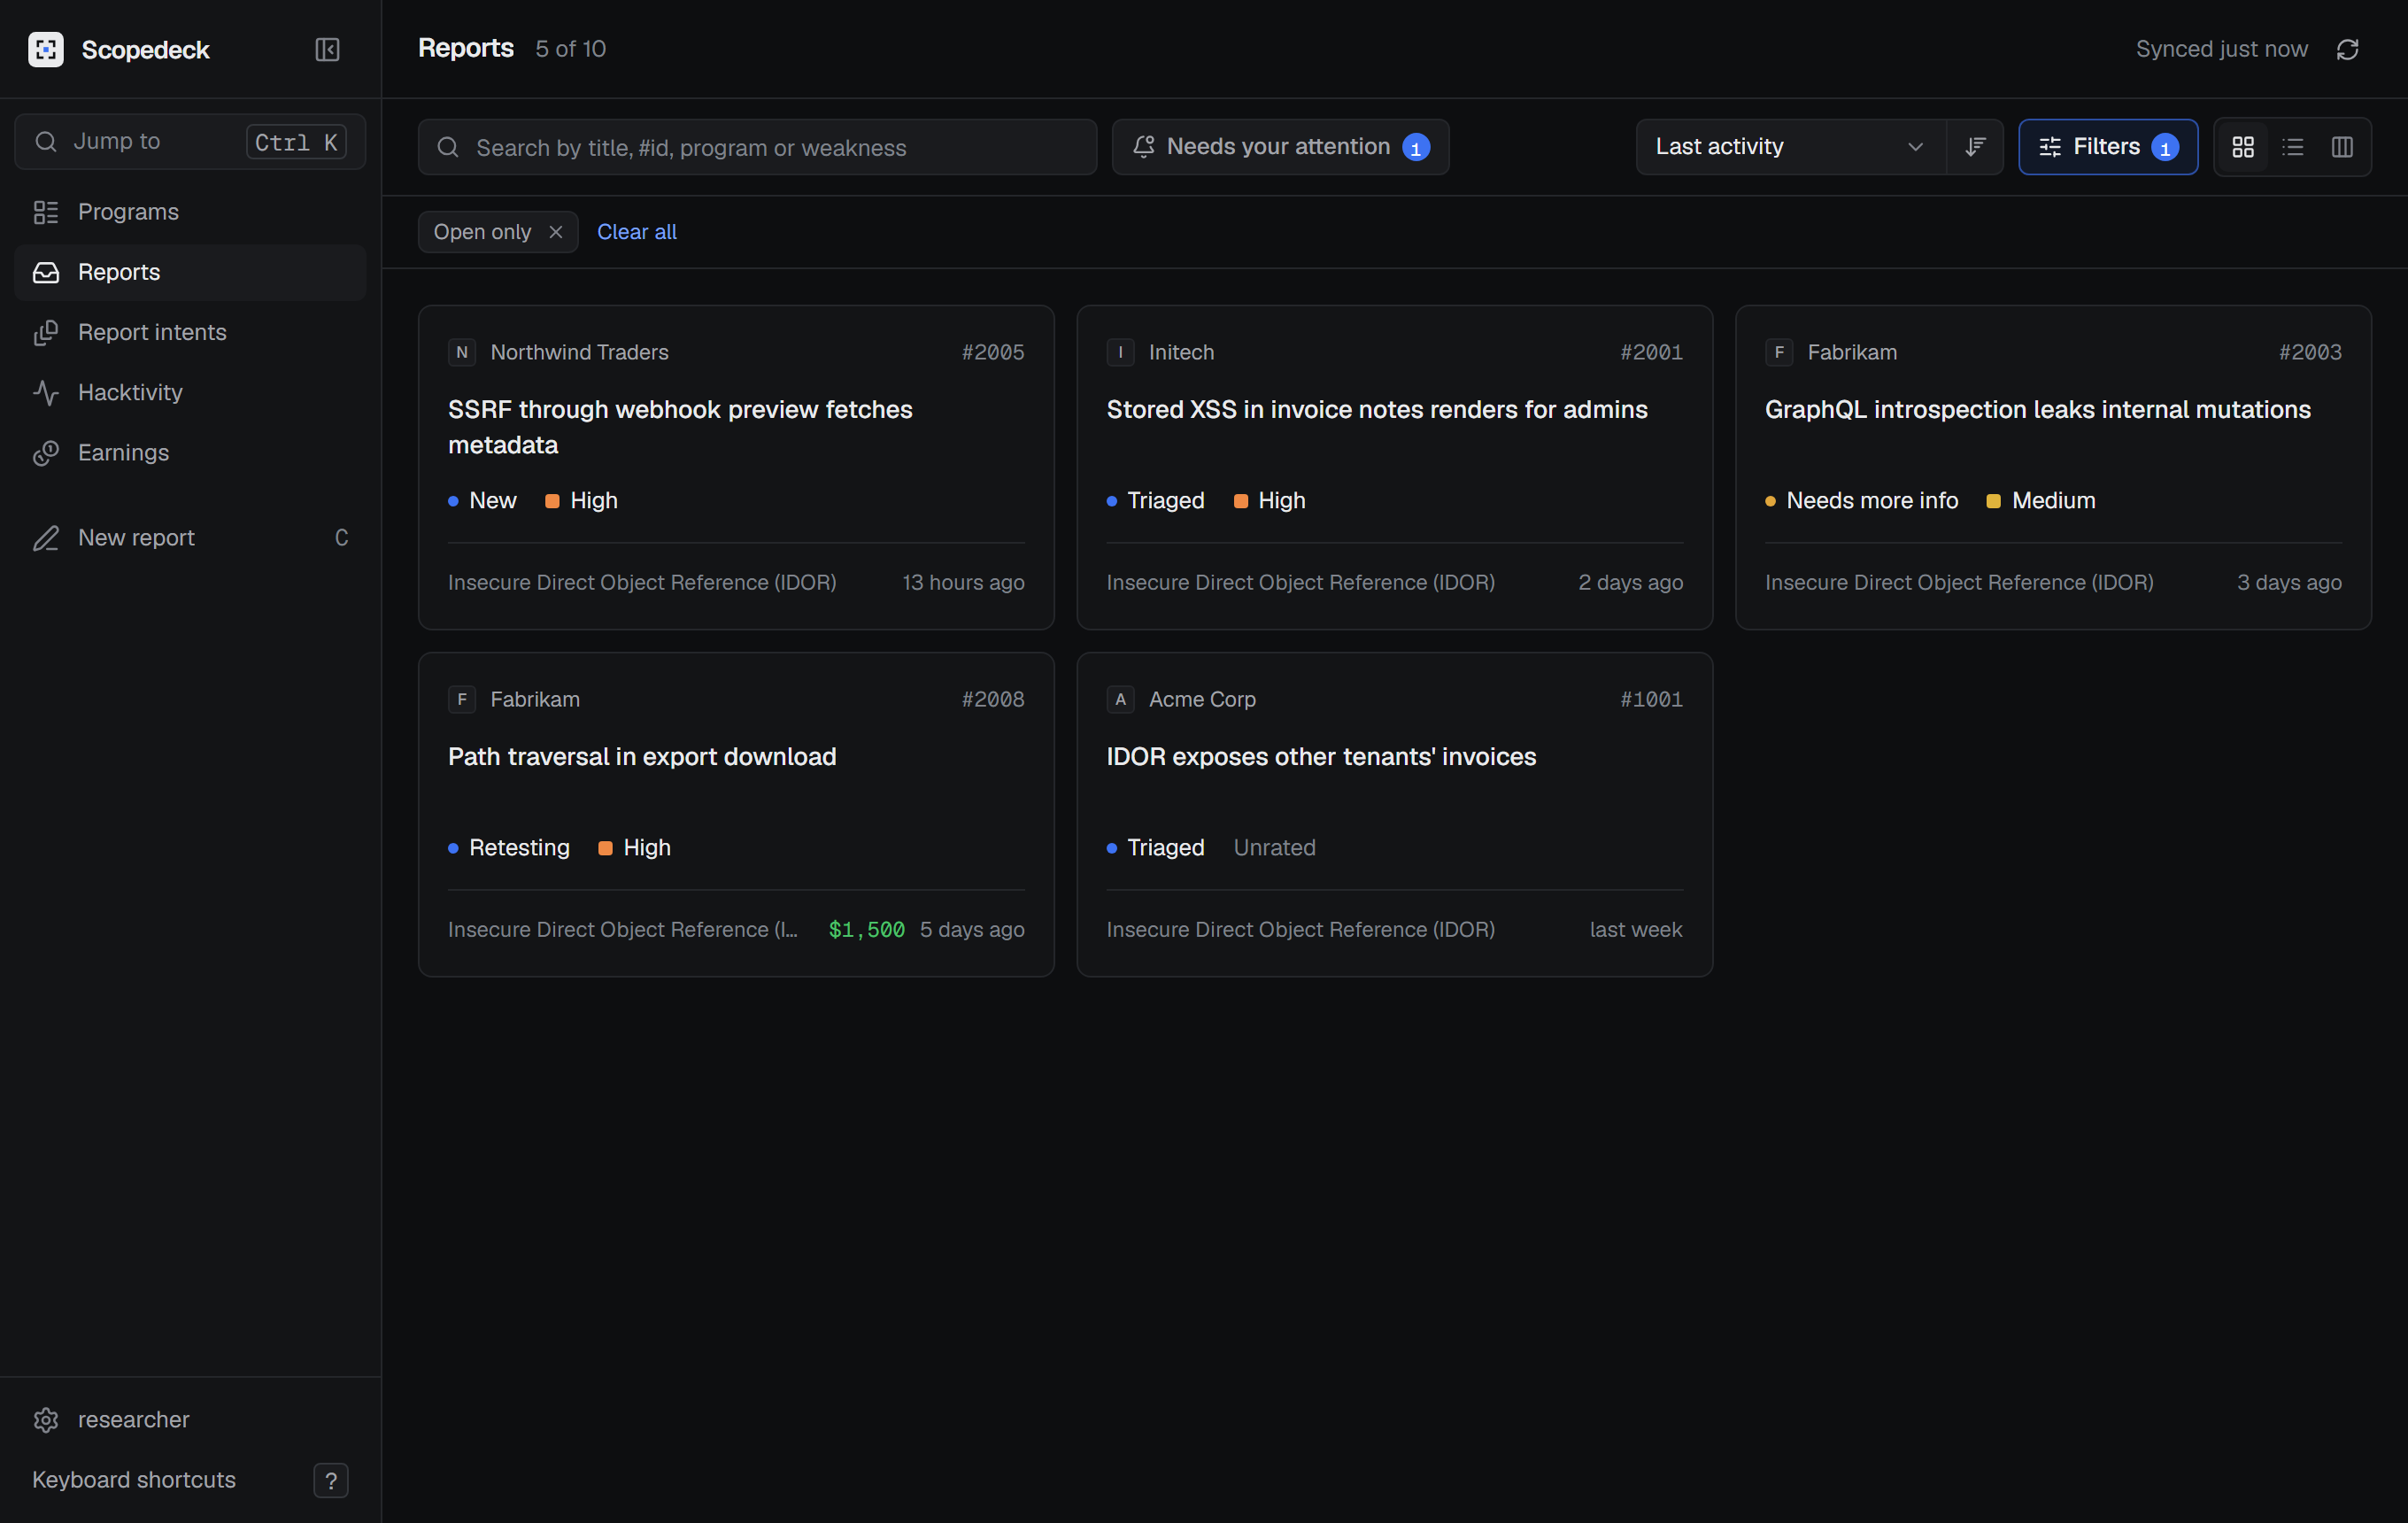 Scopedeck
Reports 5 of 10
Synced just now
Jump to Ctrl K
Search by title, #id, program or weakness
Needs your attention 1
Last activity
Filters 1
Programs
Reports
Report intents
Hacktivity
Earnings
New report C
Open only
Clear all
N Northwind Traders #2005
SSRF through webhook preview fetches
metadata
New High
Insecure Direct Object Reference (IDOR) 13 hours ago
I Initech #2001
Stored XSS in invoice notes renders for admins
Triaged High
Insecure Direct Object Reference (IDOR) 2 days ago
F Fabrikam #2003
GraphQL introspection leaks internal mutations
Needs more info Medium
Insecure Direct Object Reference (IDOR) 3 days ago
F Fabrikam #2008
Path traversal in export download
Retesting High
Insecure Direct Object Reference (I... $1,500 5 days ago
A Acme Corp #1001
IDOR exposes other tenants' invoices
Triaged Unrated
Insecure Direct Object Reference (IDOR) last week
researcher
Keyboard shortcuts ?